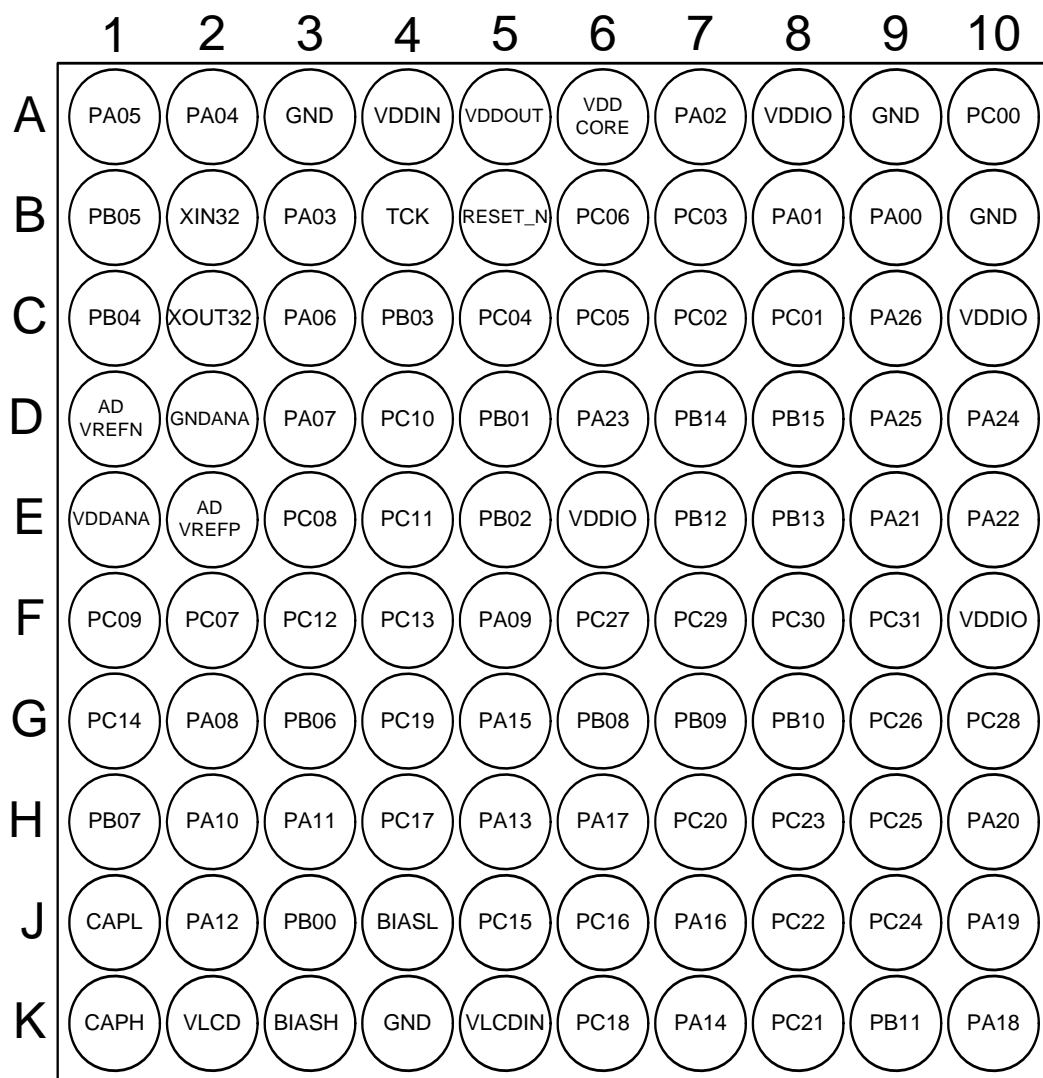 1 2 3 4 5 6 7 8 9 10
A PA05 PA04 GND VDDIN VDDOUT VDD CORE PA02 VDDIO GND PC00
B PB05 XIN32 PA03 TCK RESET_N PC06 PC03 PA01 PA00 GND
C PB04 XOUT32 PA06 PB03 PC04 PC05 PC02 PC01 PA26 VDDIO
D AD VREFN GNDANA PA07 PC10 PB01 PA23 PB14 PB15 PA25 PA24
E VDDANA AD VREFP PC08 PC11 PB02 VDDIO PB12 PB13 PA21 PA22
F PC09 PC07 PC12 PC13 PA09 PC27 PC29 PC30 PC31 VDDIO
G PC14 PA08 PB06 PC19 PA15 PB08 PB09 PB10 PC26 PC28
H PB07 PA10 PA11 PC17 PA13 PA17 PC20 PC23 PC25 PA20
J CAPL PA12 PB00 BIASL PC15 PC16 PA16 PC22 PC24 PA19
K CAPH VLCD BIASH GND VLCDIN PC18 PA14 PC21 PB11 PA18